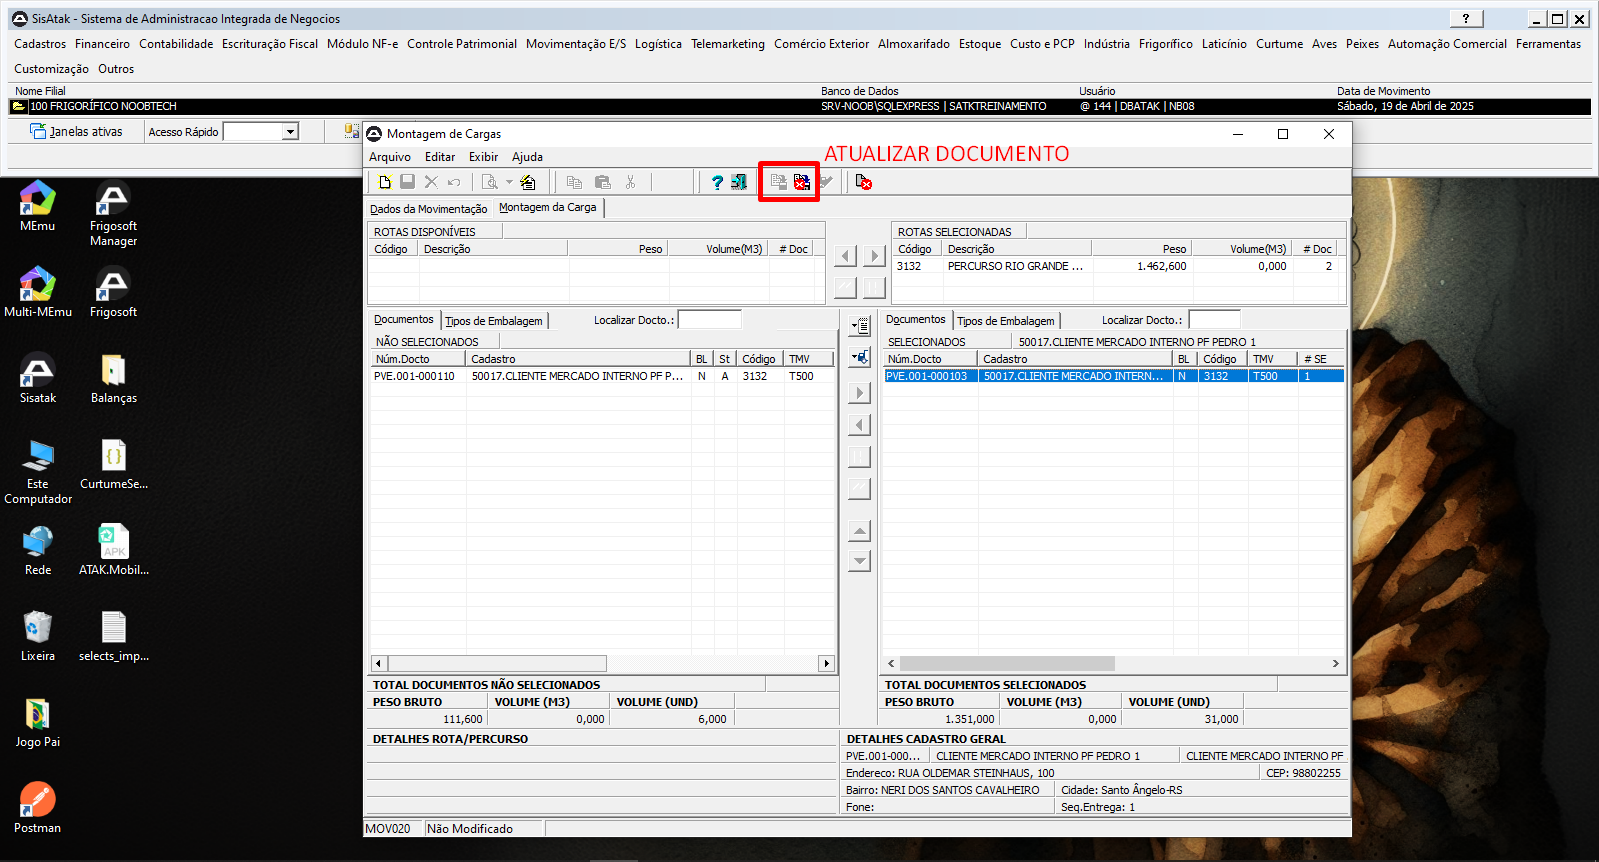 SisAtak - Sistema de Administracao Integrada de Negocios
?
Cadastros Financeiro Contabilidade Escrituração Fiscal Módulo NF-e Controle Patrimonial Movimentação E/S Logística Telemarketing Comércio Exterior Almoxarifado Estoque Custo e PCP Indústria Frigorífico Laticínio Curtume Aves Peixes Automação Comercial Ferramentas
Customização Outros
Nome Filial Banco de Dados Usuário Data de Movimento
100 FRIGORÍFICO NOOBTECH SRV-NOOB\SQLEXPRESS | SATKTREINAMENTO @ 144 | DBATAK | NB08 Sábado, 19 de Abril de 2025
Janelas ativas Acesso Rápido
Montagem de Cargas
ATUALIZAR DOCUMENTO
Arquivo Editar Exibir Ajuda
?
Dados da Movimentação Montagem da Carga
ROTAS DISPONÍVEIS
Código Descrição Peso Volume(M3) # Doc
ROTAS SELECIONADAS
Código Descrição Peso Volume(M3) # Doc
3132 PERCURSO RIO GRANDE ... 1.462,600 0,000 2
Documentos Tipos de Embalagem Localizar Docto.:
NÃO SELECIONADOS
Núm.Docto Cadastro BL St Código TMV
PVE.001-000110 50017.CLIENTE MERCADO INTERNO PF P... N A 3132 T500
Documentos Tipos de Embalagem Localizar Docto.:
SELECIONADOS 50017.CLIENTE MERCADO INTERNO PF PEDRO 1
Núm.Docto Cadastro BL Código TMV # SE
PVE.001-000103 50017.CLIENTE MERCADO INTERN... N 3132 T500 1
TOTAL DOCUMENTOS NÃO SELECIONADOS
PESO BRUTO VOLUME (M3) VOLUME (UND)
111,600 0,000 6,000
TOTAL DOCUMENTOS SELECIONADOS
PESO BRUTO VOLUME (M3) VOLUME (UND)
1.351,000 0,000 31,000
DETALHES ROTA/PERCURSO
DETALHES CADASTRO GERAL
PVE.001-000... CLIENTE MERCADO INTERNO PF PEDRO 1 CLIENTE MERCADO INTERNO PF
Endereco: RUA OLDEMAR STEINHAUS, 100 CEP: 98802255
Bairro: NERI DOS SANTOS CAVALHEIRO Cidade: Santo Ângelo-RS
Fone: Seq.Entrega: 1
MOV020 Não Modificado
MEmu
Frigosoft
Manager
Multi-MEmu
Frigosoft
Sisatak
Balanças
Este
Computador
CurtumeSe...
Rede
APK
ATAK.Mobil...
Lixeira
selects_imp...
Jogo Pai
Postman